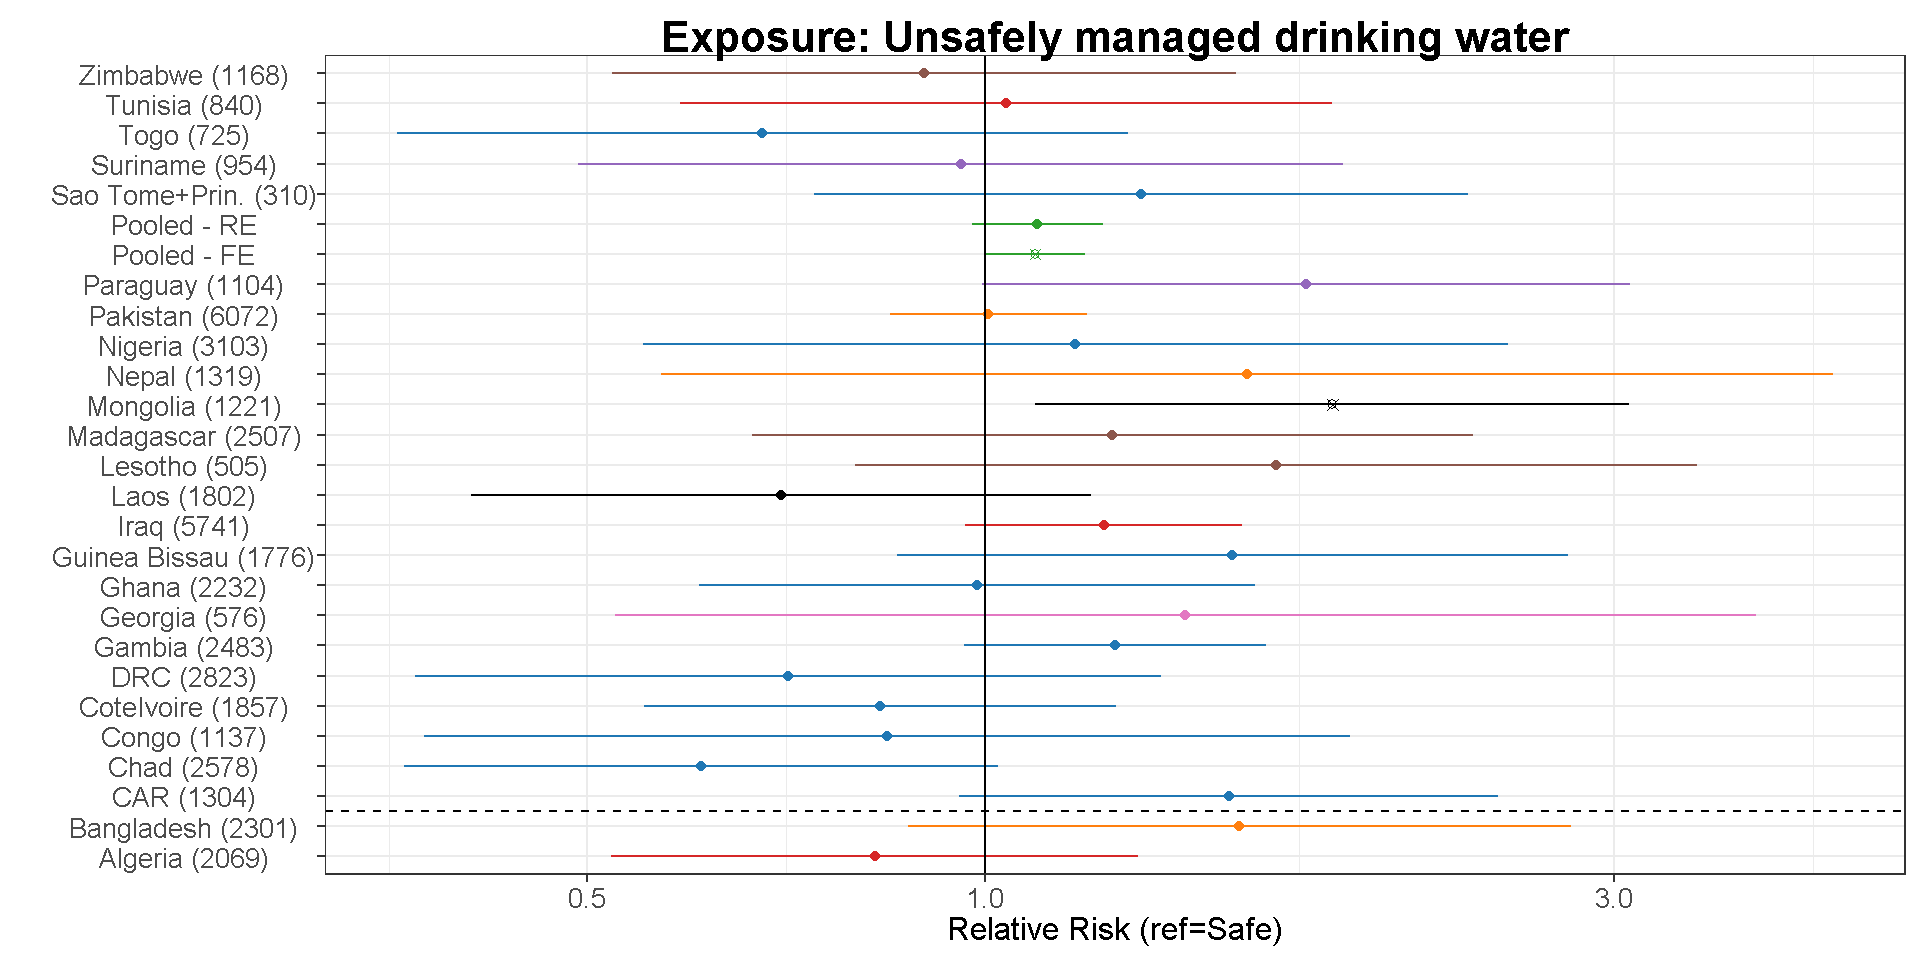 Exposure: Unsafely managed drinking water
Zimbabwe (1168)
Tunisia (840)
Togo (725)
Suriname (954)
Sao Tome+Prin. (310)
Pooled - RE
Pooled - FE
Paraguay (1104)
Pakistan (6072)
Nigeria (3103)
Nepal (1319)
Mongolia (1221)
Madagascar (2507)
Lesotho (505)
Laos (1802)
Iraq (5741)
Guinea Bissau (1776)
Ghana (2232)
Georgia (576)
Gambia (2483)
DRC (2823)
CoteIvoire (1857)
Congo (1137)
Chad (2578)
CAR (1304)
Bangladesh (2301)
Algeria (2069)
0.5 1.0 3.0
Relative Risk (ref=Safe)